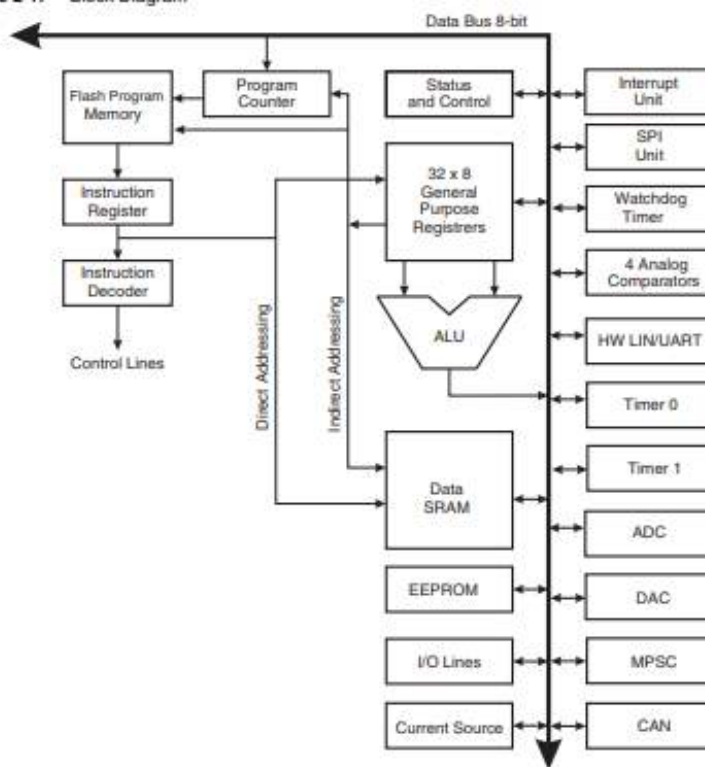 Block Diagram
Data Bus 8-bit
Flash Program
Memory
Program
Counter
Status
and Control
Interrupt
Unit
SPI
Unit
32 x 8
General
Purpose
Registrers
Instruction
Register
Watchdog
Timer
Instruction
Decoder
4 Analog
Comparators
Control Lines
Direct Addressing
Indirect Addressing
ALU
HW LIN/UART
Timer 0
Data
SRAM
Timer 1
ADC
EEPROM
DAC
I/O Lines
MPSC
Current Source
CAN